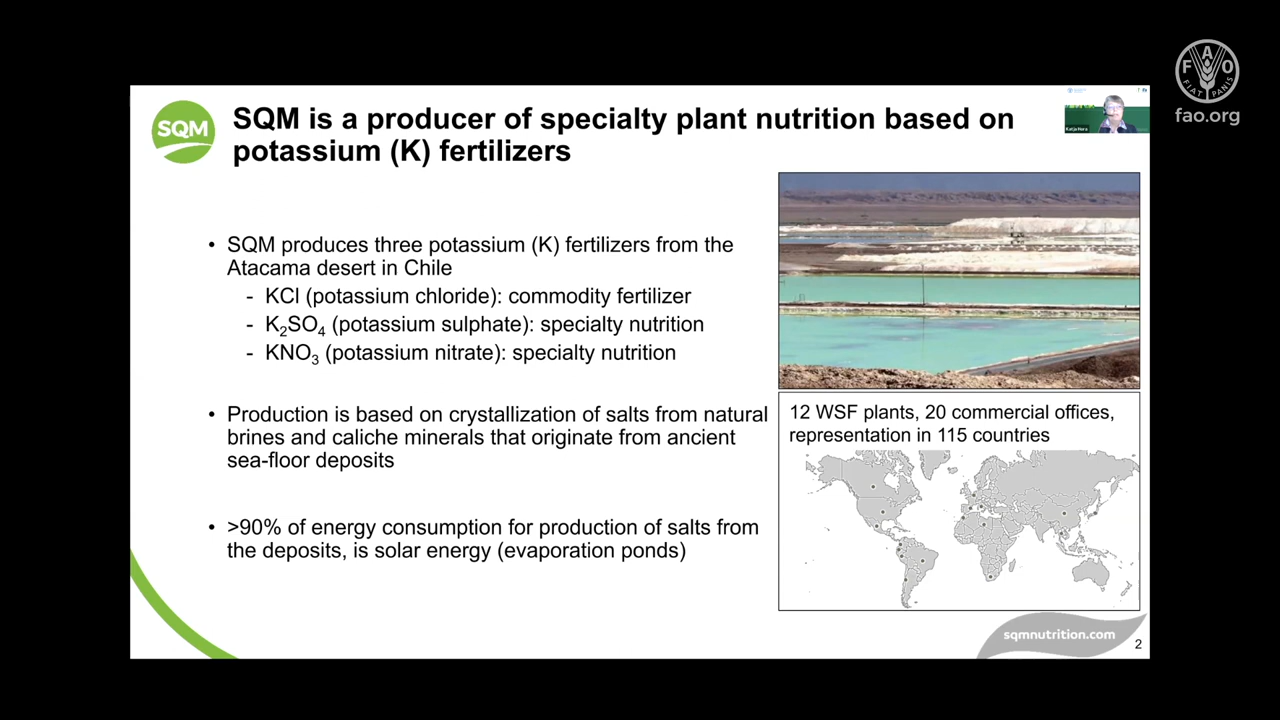 SQM
SQM is a producer of specialty plant nutrition based on
potassium (K) fertilizers
• SQM produces three potassium (K) fertilizers from the
Atacama desert in Chile
- KCl (potassium chloride): commodity fertilizer
- K₂SO₄ (potassium sulphate): specialty nutrition
- KNO₃ (potassium nitrate): specialty nutrition
• Production is based on crystallization of salts from natural
brines and caliche minerals that originate from ancient
sea-floor deposits
• >90% of energy consumption for production of salts from
the deposits, is solar energy (evaporation ponds)
12 WSF plants, 20 commercial offices,
representation in 115 countries
sqmnutrition.com
2
FAO
FIAT PANIS
fao.org